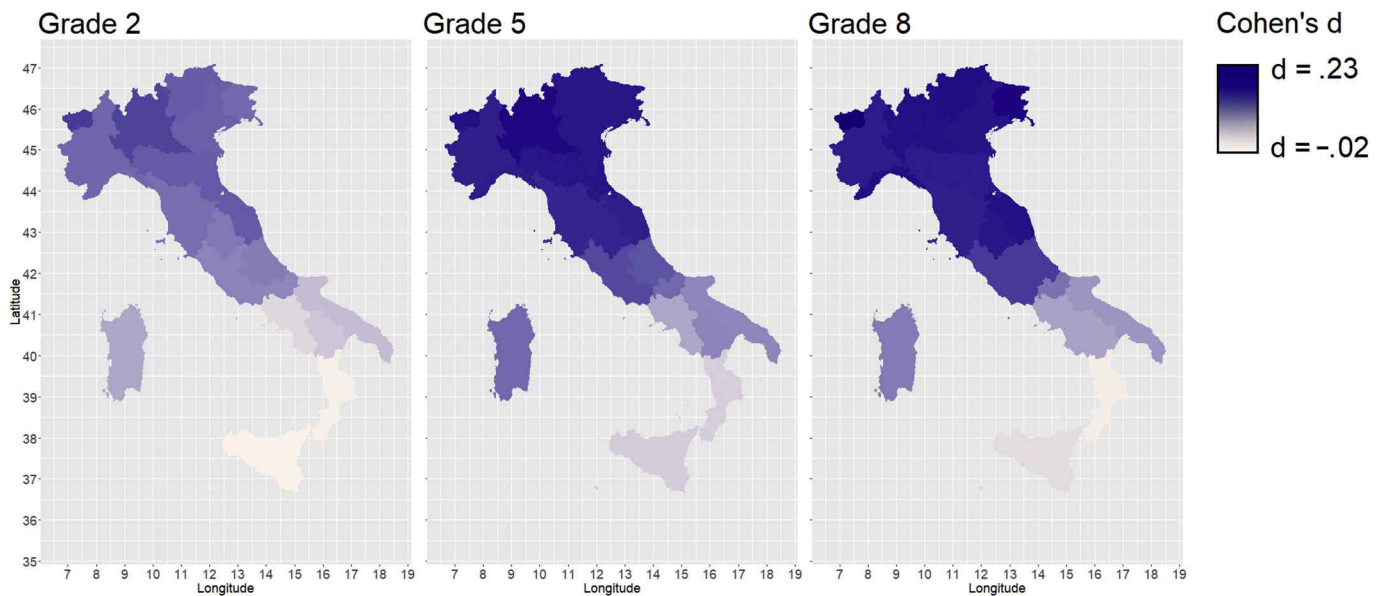 Grade 2
Grade 5
Grade 8
Cohen's d
d = .23
d = -.02
Latitude
47
46
45
44
43
42
41
40
39
38
37
36
35
7 8 9 10 11 12 13 14 15 16 17 18 19
7 8 9 10 11 12 13 14 15 16 17 18 19
7 8 9 10 11 12 13 14 15 16 17 18 19
Longitude
Longitude
Longitude